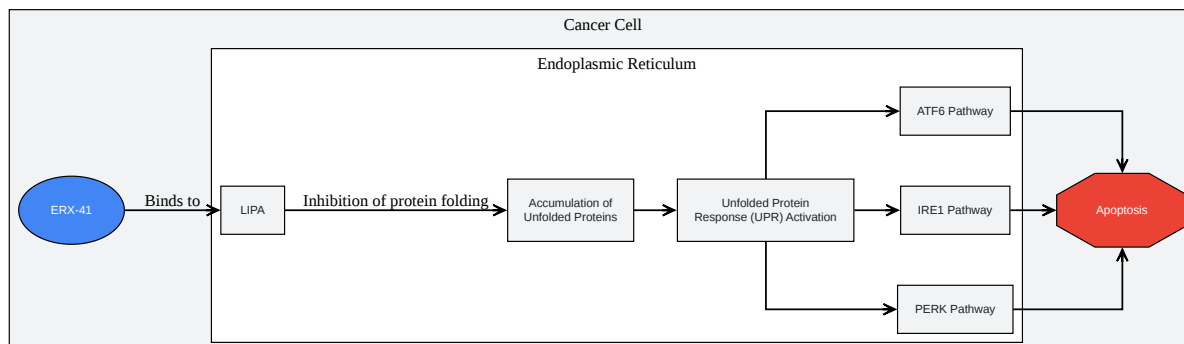 Cancer Cell
Endoplasmic Reticulum
ERX-41
Binds to
LIPA
Inhibition of protein folding
Accumulation of
Unfolded Proteins
Unfolded Protein
Response (UPR) Activation
ATF6 Pathway
IRE1 Pathway
PERK Pathway
Apoptosis